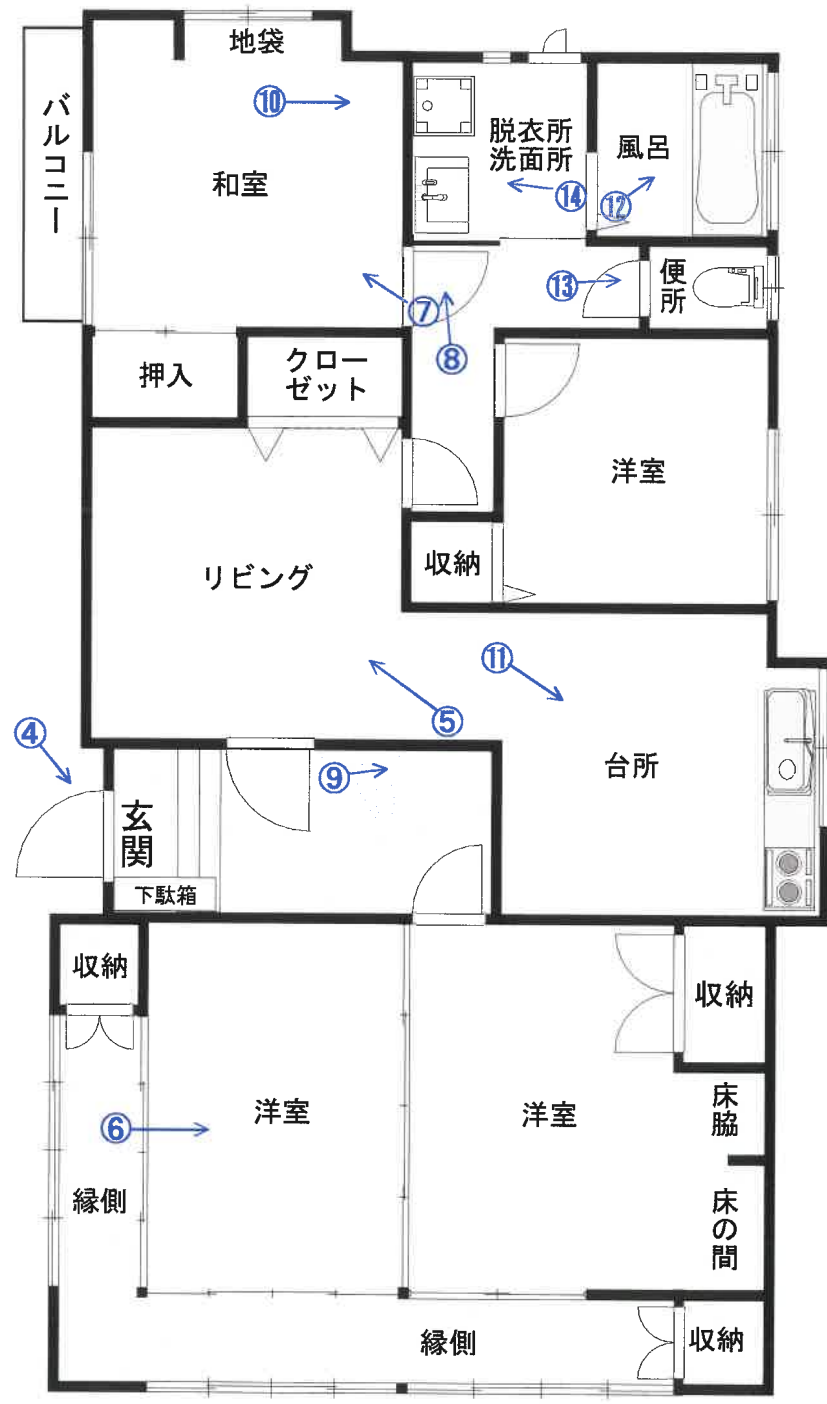 地袋
バルコニー
⑩
和室
脱衣所
洗面所
風呂
⑭
⑫
⑦
⑬
便所
⑧
押入
クロー
ゼット
洋室
収納
リビング
⑪
⑤
④
⑨
台所
玄関
下駄箱
収納
収納
洋室
洋室
床脇
⑥
縁側
床の間
縁側
収納